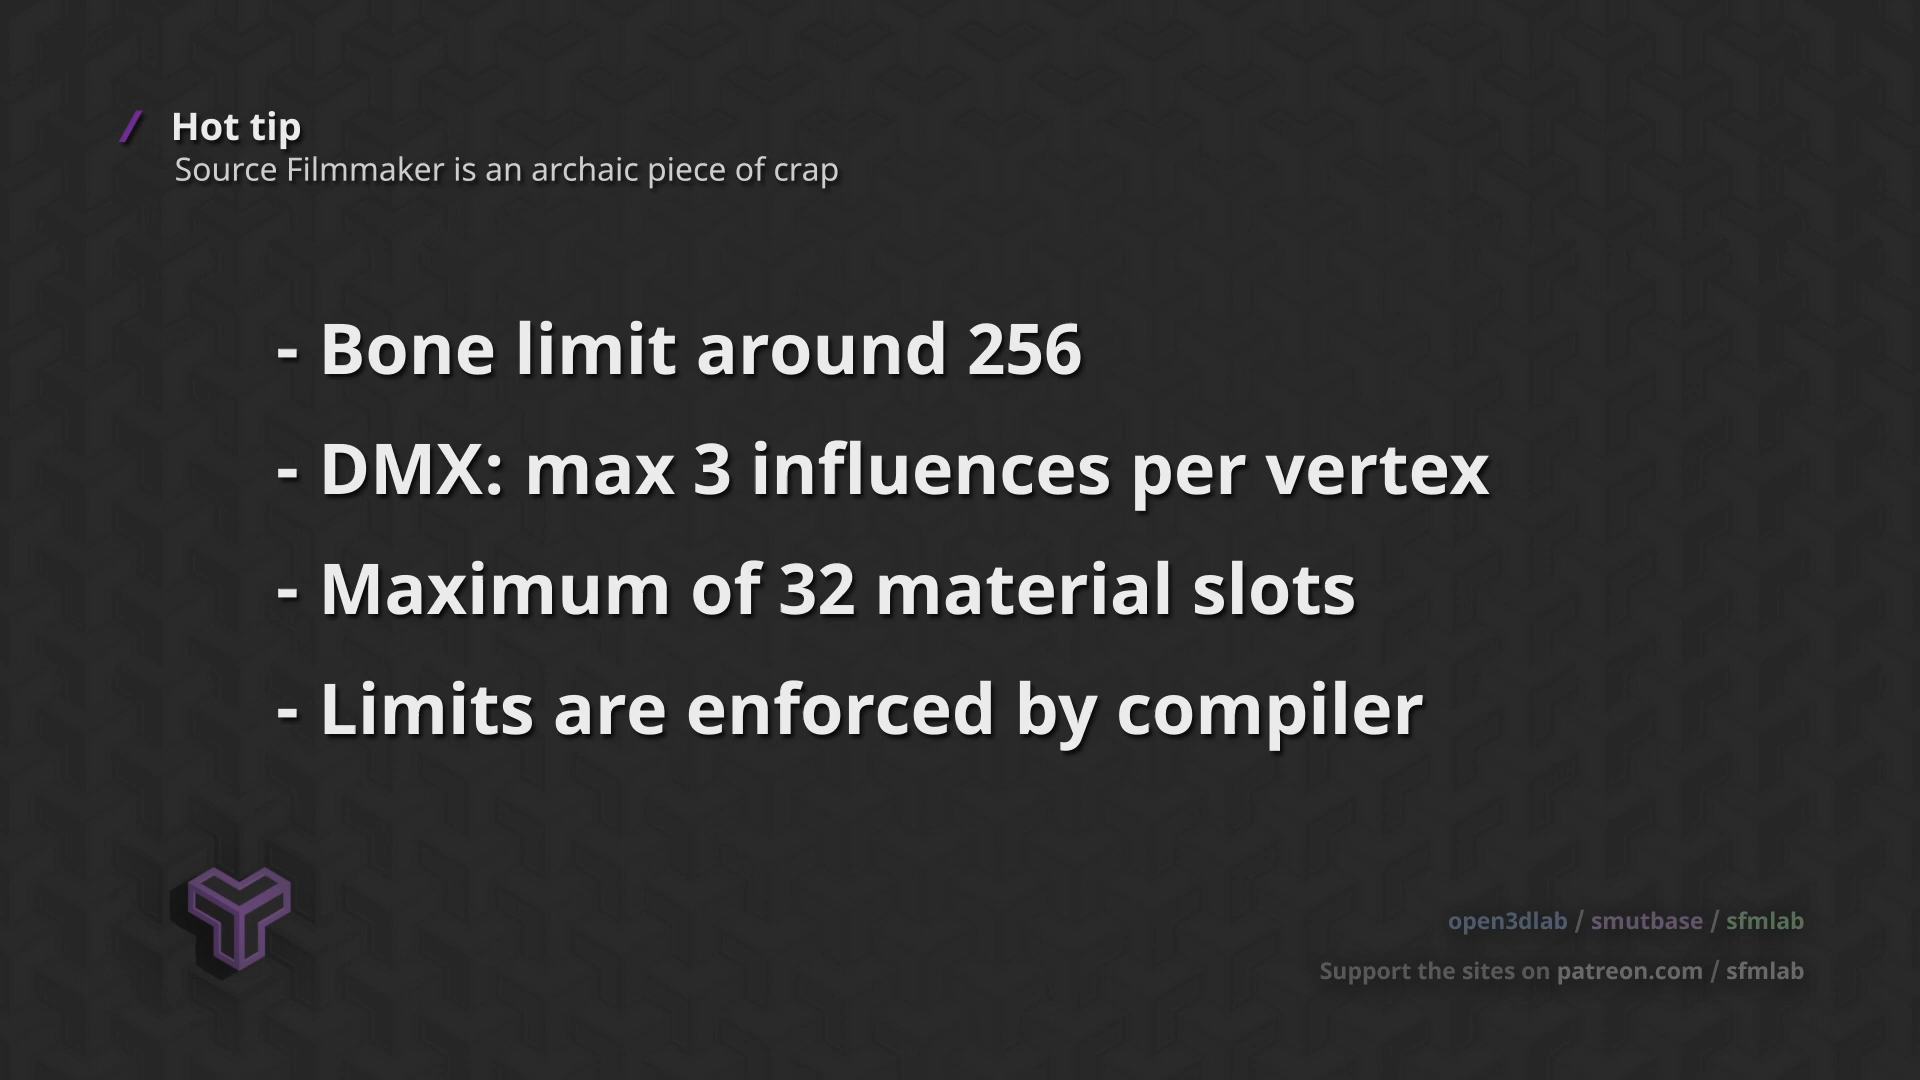 / Hot tip
Source Filmmaker is an archaic piece of crap
- Bone limit around 256
- DMX: max 3 influences per vertex
- Maximum of 32 material slots
- Limits are enforced by compiler
open3dlab / smutbase / sfmlab
Support the sites on patreon.com / sfmlab